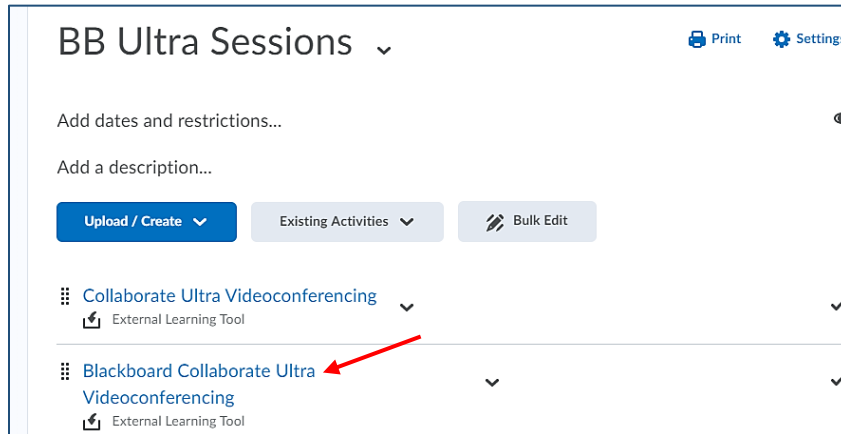 BB Ultra Sessions
Print
Setting
Add dates and restrictions...
Add a description...
Upload / Create
Existing Activities
Bulk Edit
Collaborate Ultra Videoconferencing
External Learning Tool
Blackboard Collaborate Ultra
Videoconferencing
External Learning Tool